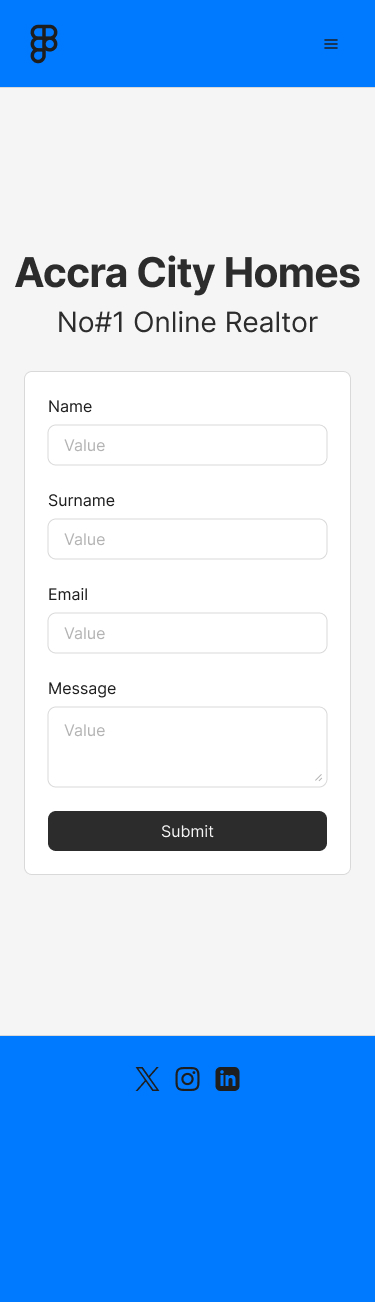 Accra City Homes
No#1 Online Realtor
Name
Value
Surname
Value
Email
Value
Message
Value
Submit